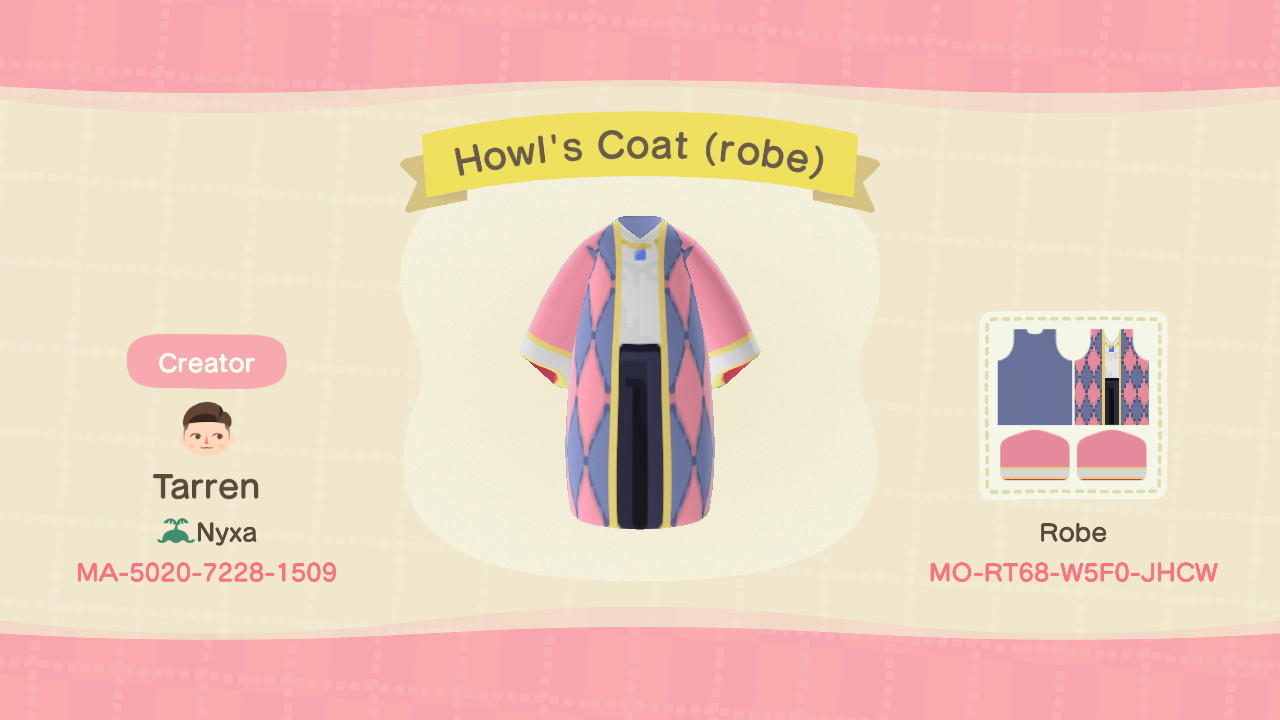 Howl's Coat (robe)
Creator
Tarren
Nyxa
MA-5020-7228-1509
Robe
MO-RT68-W5F0-JHCW